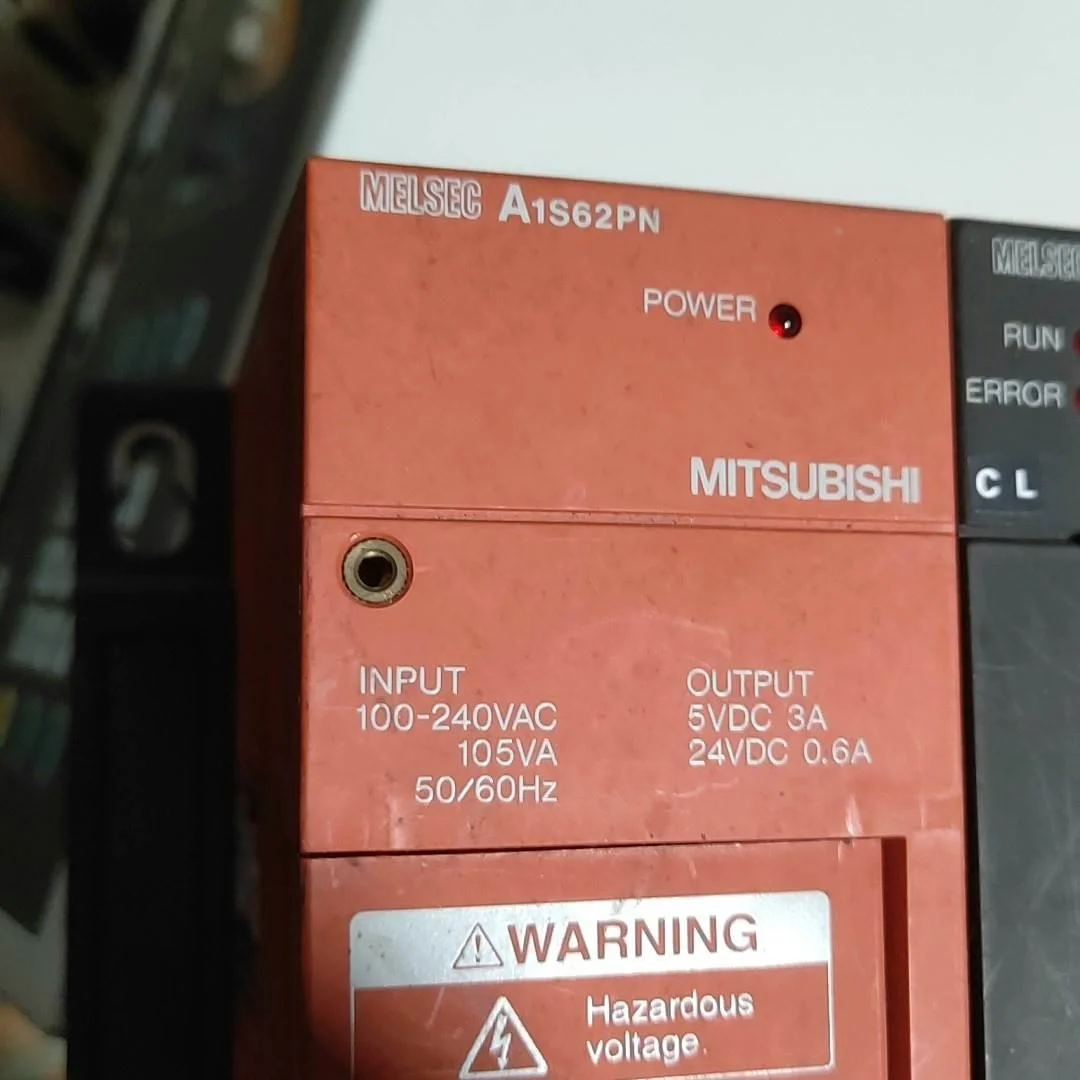 MELSEC A1S62PN
POWER
MITSUBISHI
INPUT
100-240VAC
105VA
50/60Hz
OUTPUT
5VDC 3A
24VDC 0.6A
WARNING
Hazardous
voltage.
MELSEC
RUN
ERROR
C L